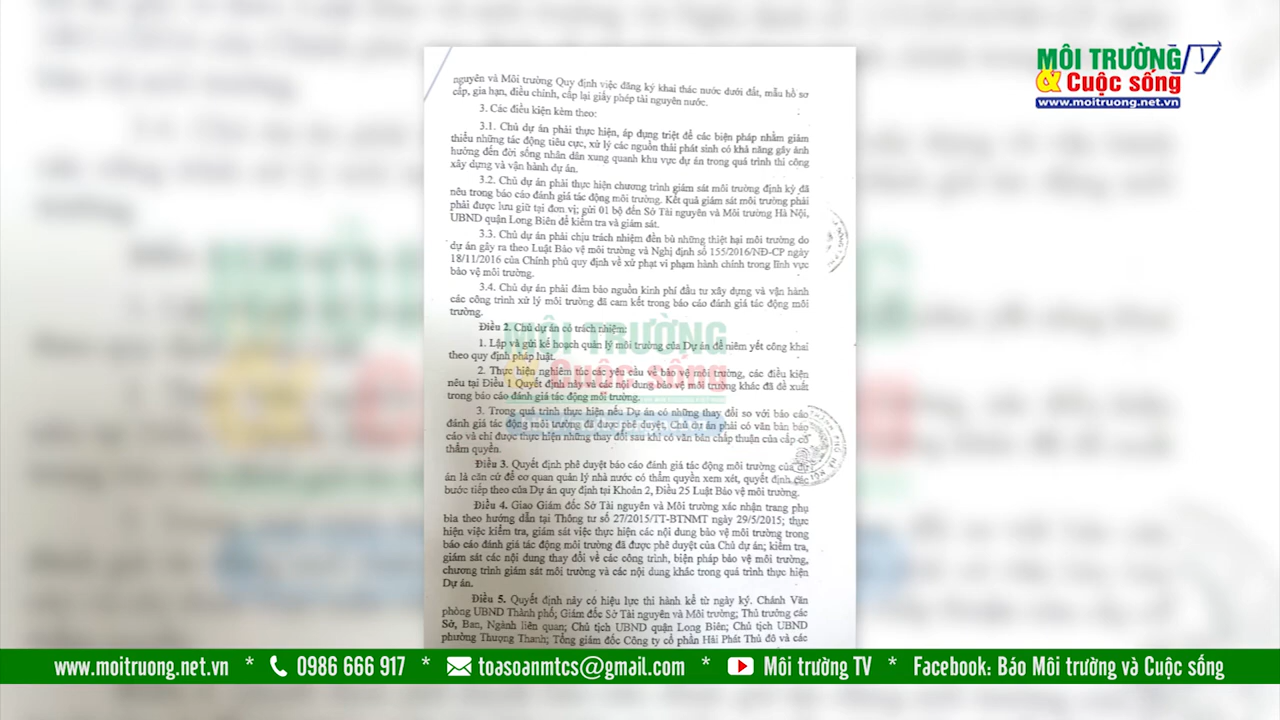 MÔI TRƯỜNG TV
& Cuộc sống
www.moitruong.net.vn
nguyên và Môi trường Quy định việc đăng ký khai thác nước dưới đất, mẫu hồ sơ
cấp, gia hạn, điều chỉnh, cấp lại giấy phép tài nguyên nước.
3. Các điều kiện kèm theo:
3.1. Chủ dự án phải thực hiện, áp dụng triệt để các biện pháp nhằm giảm
thiểu những tác động tiêu cực, xử lý các nguồn thải phát sinh có khả năng gây ảnh
hưởng đến đời sống nhân dân xung quanh khu vực dự án trong quá trình thi công
xây dựng và vận hành dự án.
3.2. Chủ dự án phải thực hiện chương trình giám sát môi trường định kỳ đã
nêu trong báo cáo đánh giá tác động môi trường. Kết quả giám sát môi trường phải
phải được lưu giữ tại đơn vị; gửi 01 bộ đến Sở Tài nguyên và Môi trường Hà Nội,
UBND quận Long Biên để kiểm tra và giám sát.
3.3. Chủ dự án phải chịu trách nhiệm đền bù những thiệt hại môi trường do
dự án gây ra theo Luật Bảo vệ môi trường và Nghị định số 155/2016/NĐ-CP ngày
18/11/2016 của Chính phủ quy định về xử phạt vi phạm hành chính trong lĩnh vực
bảo vệ môi trường.
3.4. Chủ dự án phải đảm bảo nguồn kinh phí đầu tư xây dựng và vận hành
các công trình xử lý môi trường đã cam kết trong báo cáo đánh giá tác động môi
trường.
Điều 2. Chủ dự án có trách nhiệm:
1. Lập và gửi kế hoạch quản lý môi trường của Dự án để niêm yết công khai
theo quy định pháp luật.
2. Thực hiện nghiêm túc các yêu cầu về bảo vệ môi trường, các điều kiện
nêu tại Điều 1 Quyết định này và các nội dung bảo vệ môi trường khác đã đề xuất
trong báo cáo đánh giá tác động môi trường.
3. Trong quá trình thực hiện nếu Dự án có những thay đổi so với báo cáo
đánh giá tác động môi trường đã được phê duyệt, Chủ dự án phải có văn bản báo
cáo và chỉ được thực hiện những thay đổi sau khi có văn bản chấp thuận của cấp có
thẩm quyền.
Điều 3. Quyết định phê duyệt báo cáo đánh giá tác động môi trường của dự
án là căn cứ để cơ quan quản lý nhà nước có thẩm quyền xem xét, quyết định các
bước tiếp theo của Dự án quy định tại Khoản 2, Điều 25 Luật Bảo vệ môi trường.
Điều 4. Giao Giám đốc Sở Tài nguyên và Môi trường xác nhận trang phụ
bìa theo hướng dẫn tại Thông tư số 27/2015/TT-BTNMT ngày 29/5/2015; thực
hiện việc kiểm tra, giám sát việc thực hiện các nội dung bảo vệ môi trường trong
báo cáo đánh giá tác động môi trường đã được phê duyệt của Chủ dự án; kiểm tra,
giám sát các nội dung thay đổi về các công trình, biện pháp bảo vệ môi trường,
chương trình giám sát môi trường và các nội dung khác trong quá trình thực hiện
Dự án.
Điều 5. Quyết định này có hiệu lực thi hành kể từ ngày ký. Chánh Văn
phòng UBND Thành phố; Giám đốc Sở Tài nguyên và Môi trường; Thủ trưởng các
Sở, Ban, Ngành liên quan; Chủ tịch UBND quận Long Biên; Chủ tịch UBND
phường Thượng Thanh; Tổng giám đốc Công ty cổ phần Hải Phát Thủ đô và các
MÔI TRƯỜNG
& Cuộc sống
www.moitruong.net.vn * 0986 666 917 * toasoanmtcs@gmail.com * Môi trường TV * Facebook: Báo Môi trường và Cuộc sống